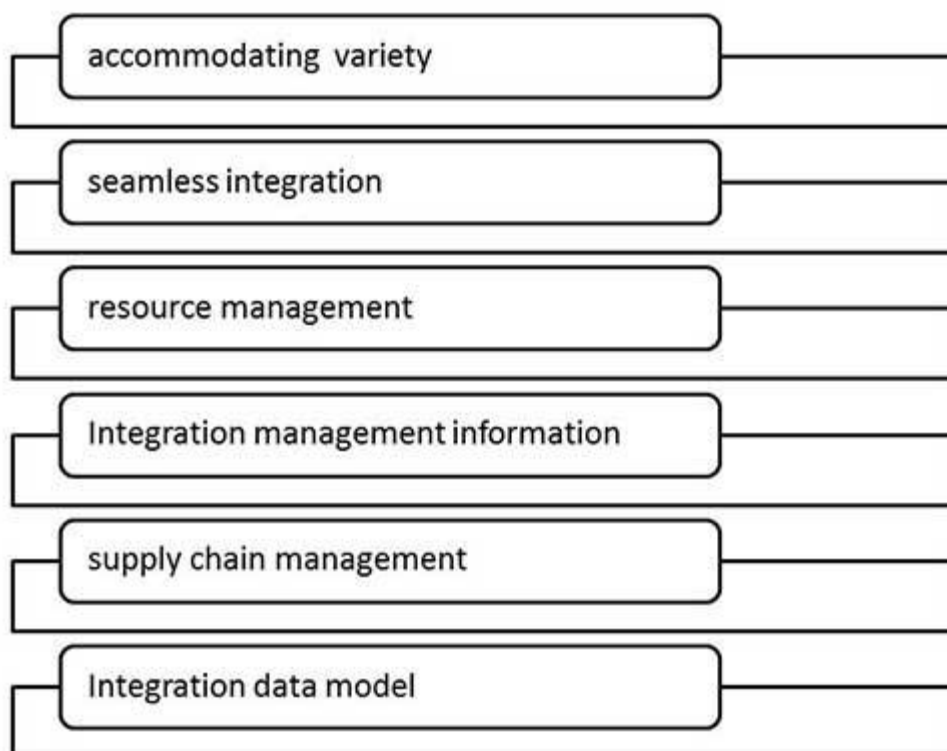 accommodating variety
seamless integration
resource management
Integration management information
supply chain management
Integration data model